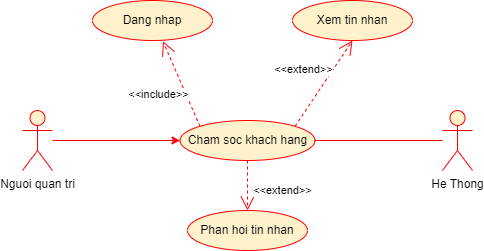 Dang nhap
Xem tin nhan
<<extend>>
<<include>>
Cham soc khach hang
Nguoi quan tri
He Thong
<<extend>>
Phan hoi tin nhan